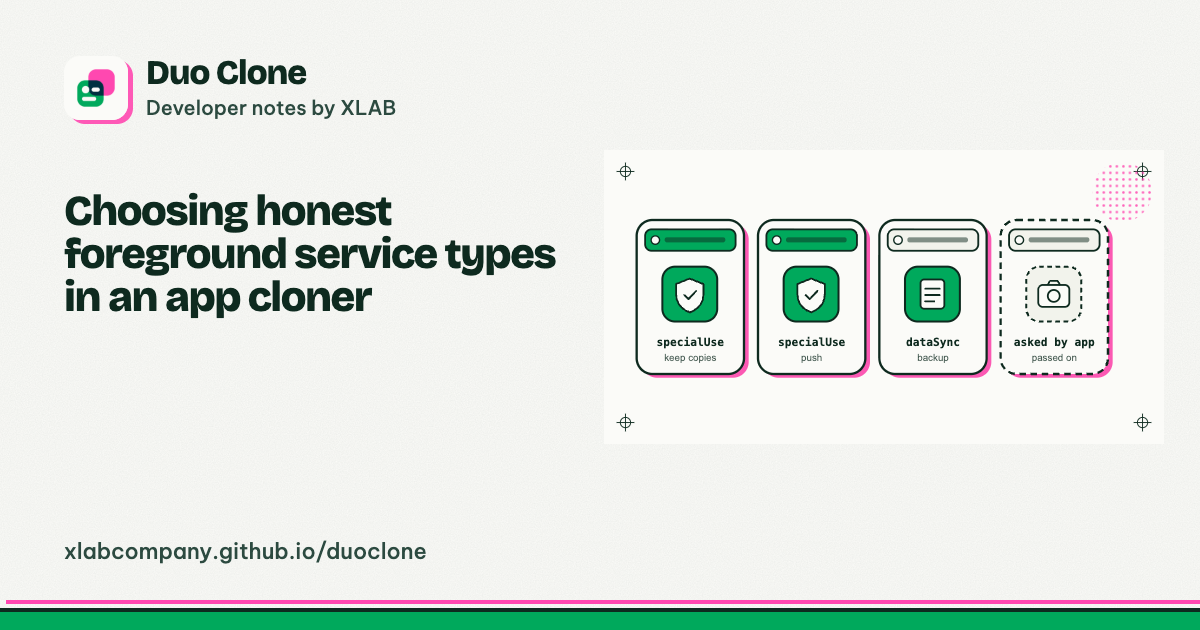 Duo Clone
Developer notes by XLAB
Choosing honest
foreground service types
in an app cloner
specialUse
keep copies
specialUse
push
dataSync
backup
asked by app
passed on
xlabcompany.github.io/duoclone